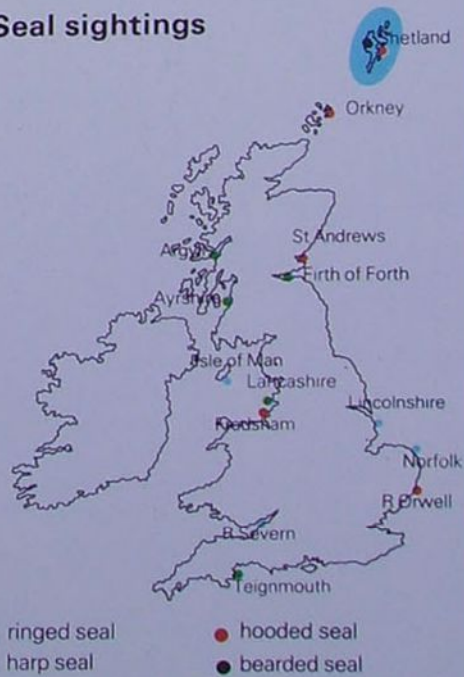 Seal sightings
Shetland
Orkney
St Andrews
Argyll
Firth of Forth
Ayrshire
Isle of Man
Lancashire
Lincolnshire
Frodsham
Norfolk
R Orwell
R Severn
Teignmouth
ringed seal
hooded seal
harp seal
bearded seal